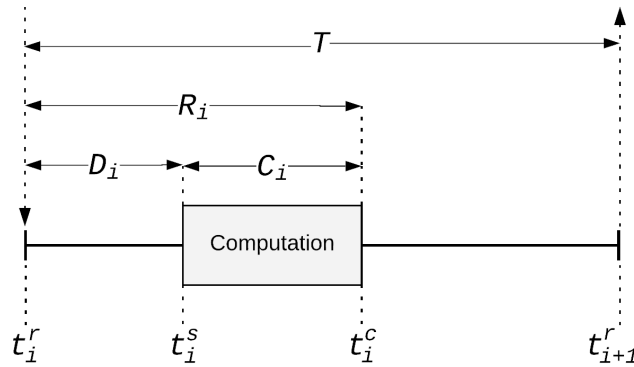 T
R_i
D_i C_i
Computation
t_i^r t_i^s t_i^c t_{i+1}^r